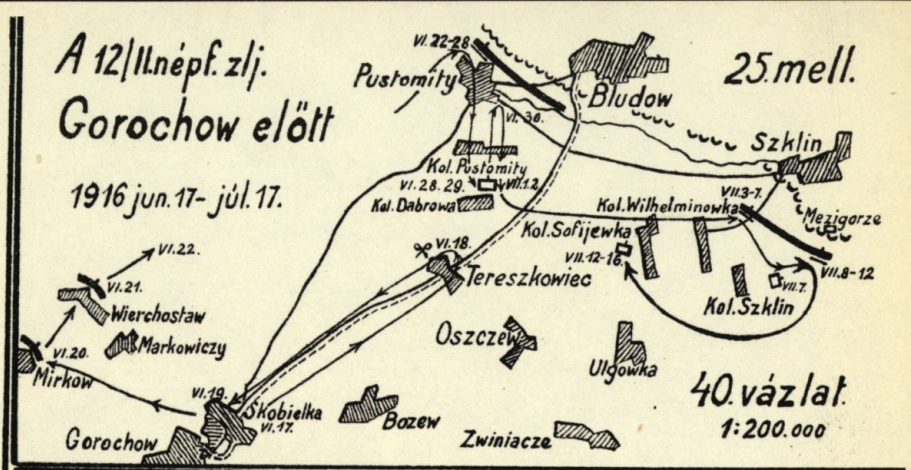 A 12/II. népf. zlj.
Gorochow előtt
1916 jun. 17- júl. 17.
25. mell.
VI. 22-28
Pustomity
Bludow
VI. 30.
Szklin
Kol. Pustomity
VI. 28. 29.
VII. 1.2.
Kol. Dabrowa
VII. 3-7.
Kol. Wilhelminowka
Mezigorze
Kol. Sofijewka
VII. 12-16.
VII. 8-12
VII. 7.
Kol. Szklin
VI. 18.
Tereszkowiec
VI. 22.
VI. 21.
Wierchostaw
Markowiczy
VI. 20.
Mirkow
Oszczew
Ulgowka
VI. 19.
Skobielka
VI. 17.
Bozew
Gorochow
Zwiniacze
40. vázlat.
1:200.000